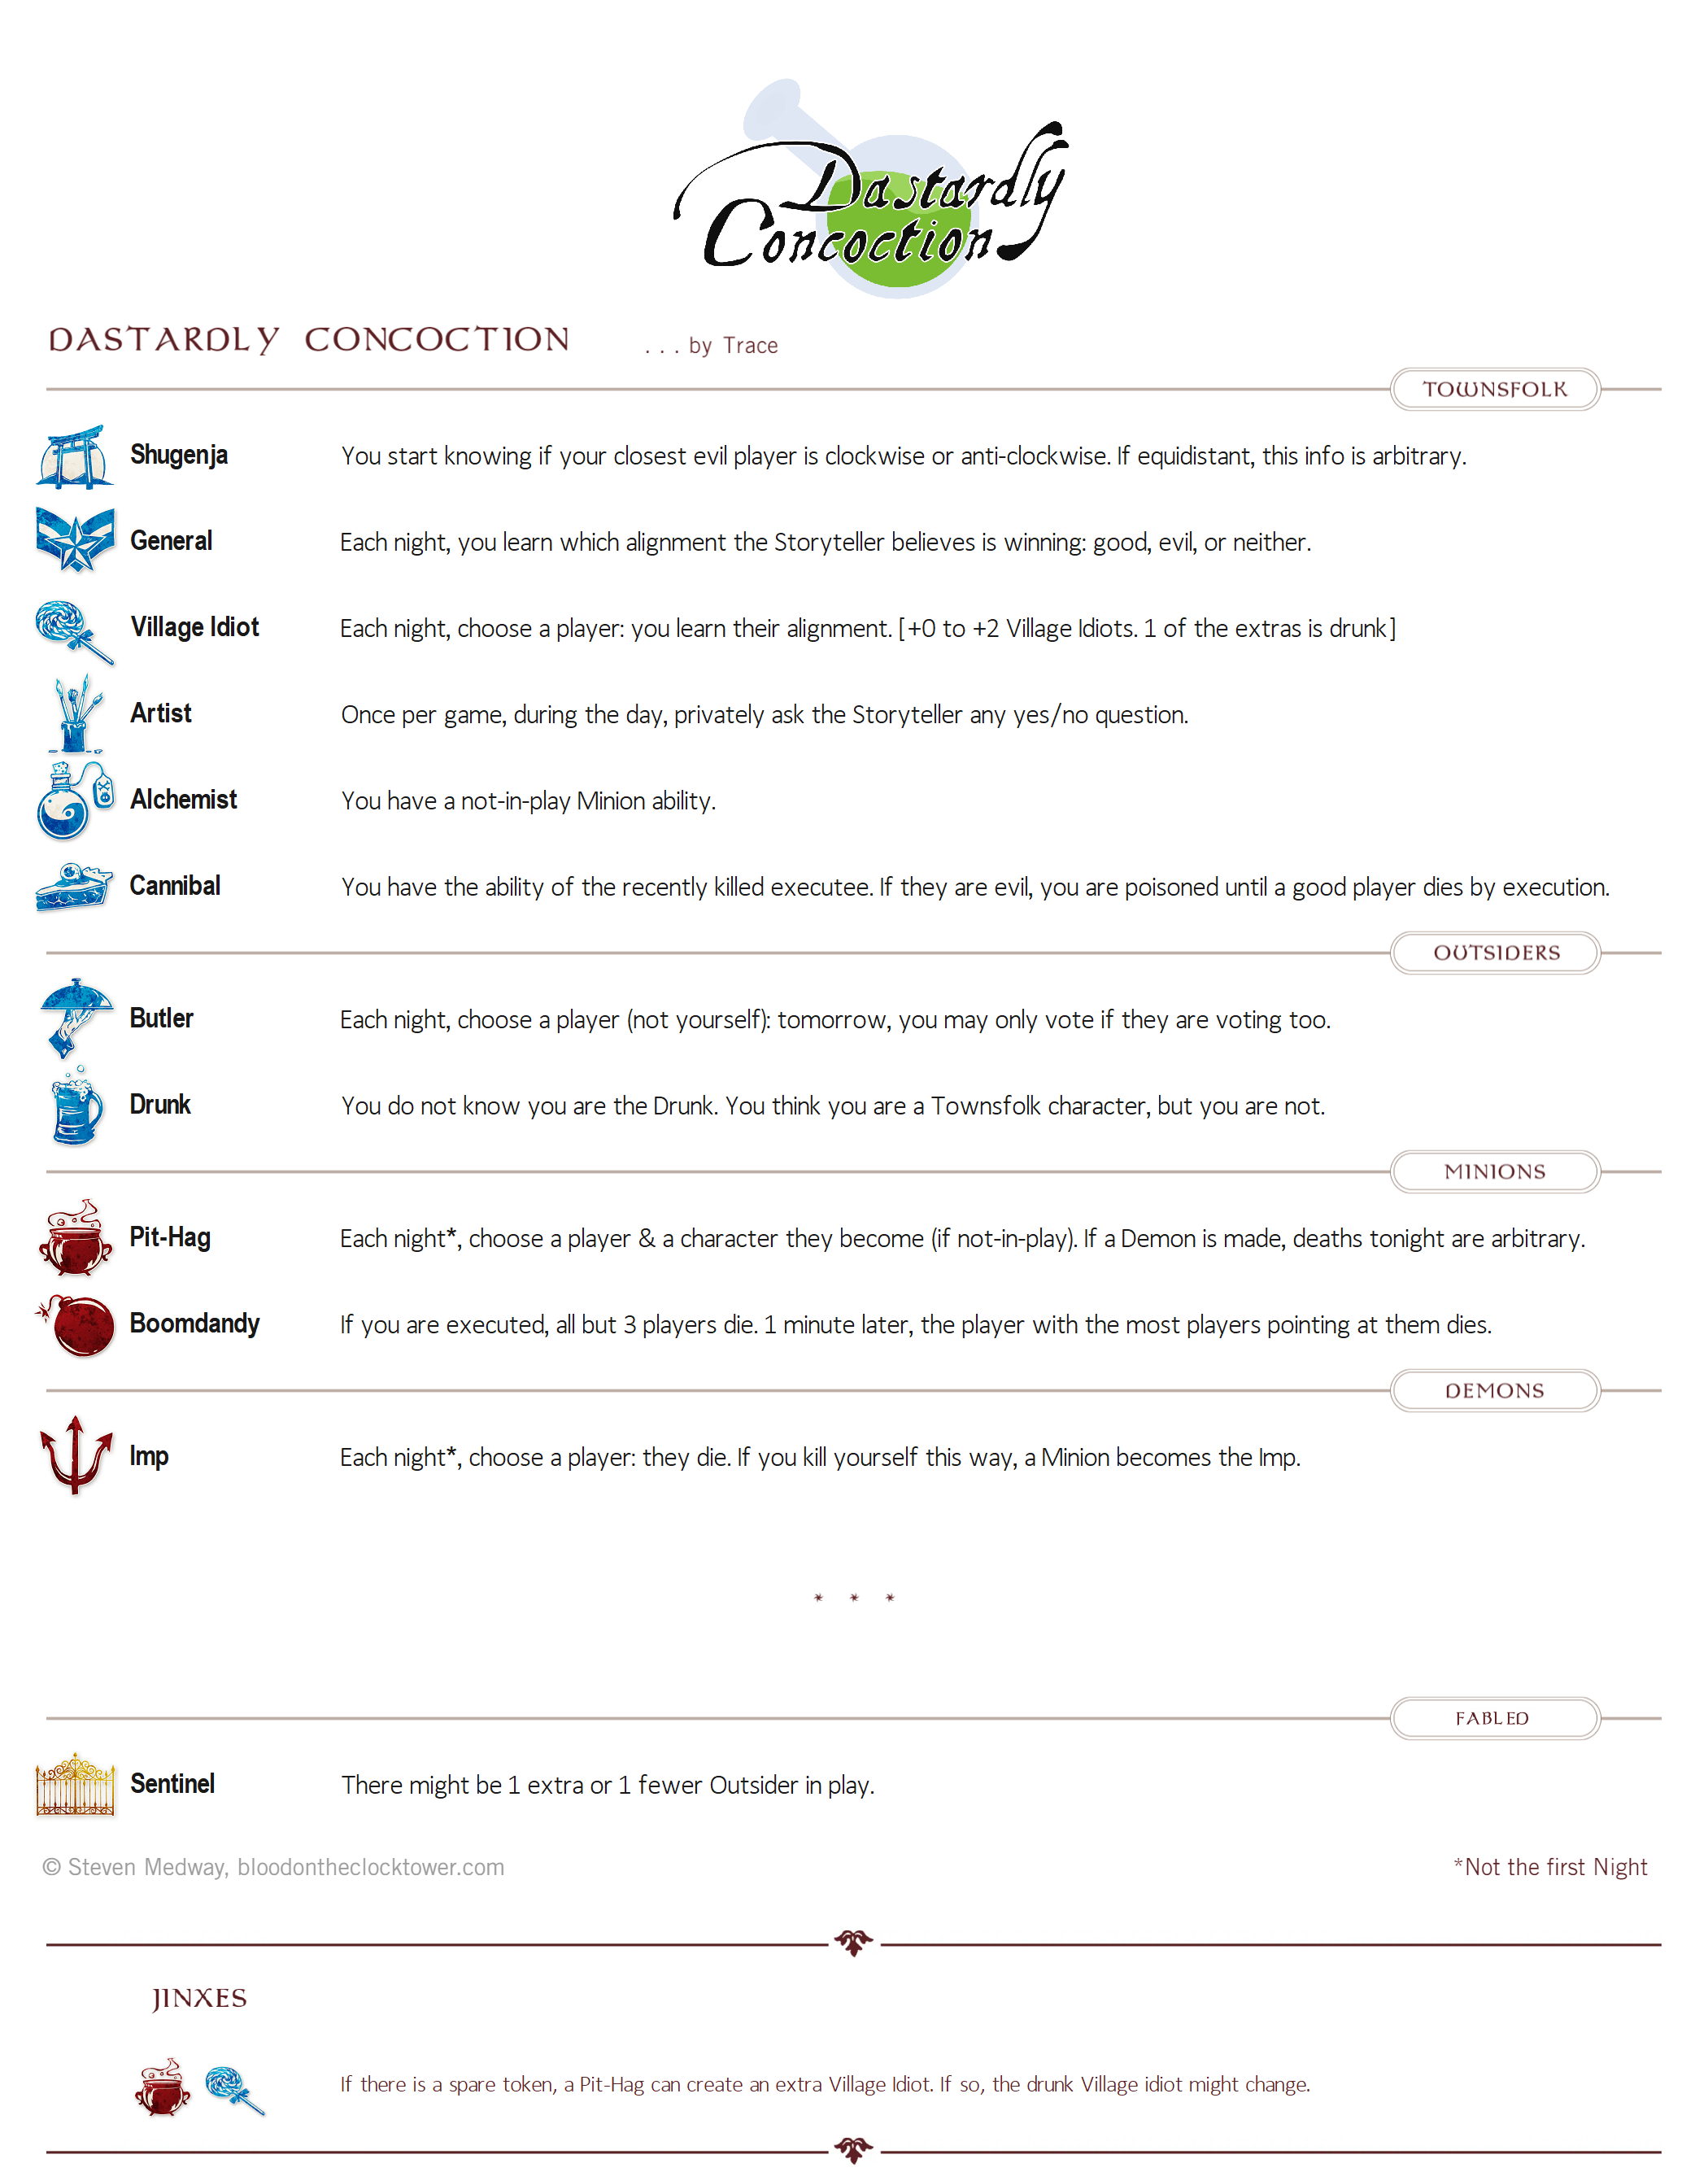 Dastardly
Concoction
DASTARDLY CONCOCTION ... by Trace
TOWNSFOLK
Shugenja You start knowing if your closest evil player is clockwise or anti-clockwise. If equidistant, this info is arbitrary.
General Each night, you learn which alignment the Storyteller believes is winning: good, evil, or neither.
Village Idiot Each night, choose a player: you learn their alignment. [+0 to +2 Village Idiots. 1 of the extras is drunk]
Artist Once per game, during the day, privately ask the Storyteller any yes/no question.
Alchemist You have a not-in-play Minion ability.
Cannibal You have the ability of the recently killed executee. If they are evil, you are poisoned until a good player dies by execution.
OUTSIDERS
Butler Each night, choose a player (not yourself): tomorrow, you may only vote if they are voting too.
Drunk You do not know you are the Drunk. You think you are a Townsfolk character, but you are not.
MINIONS
Pit-Hag Each night*, choose a player & a character they become (if not-in-play). If a Demon is made, deaths tonight are arbitrary.
Boomdandy If you are executed, all but 3 players die. 1 minute later, the player with the most players pointing at them dies.
DEMONS
Imp Each night*, choose a player: they die. If you kill yourself this way, a Minion becomes the Imp.
* * *
FABLED
Sentinel There might be 1 extra or 1 fewer Outsider in play.
© Steven Medway, bloodontheclocktower.com *Not the first Night
JINXES
If there is a spare token, a Pit-Hag can create an extra Village Idiot. If so, the drunk Village idiot might change.